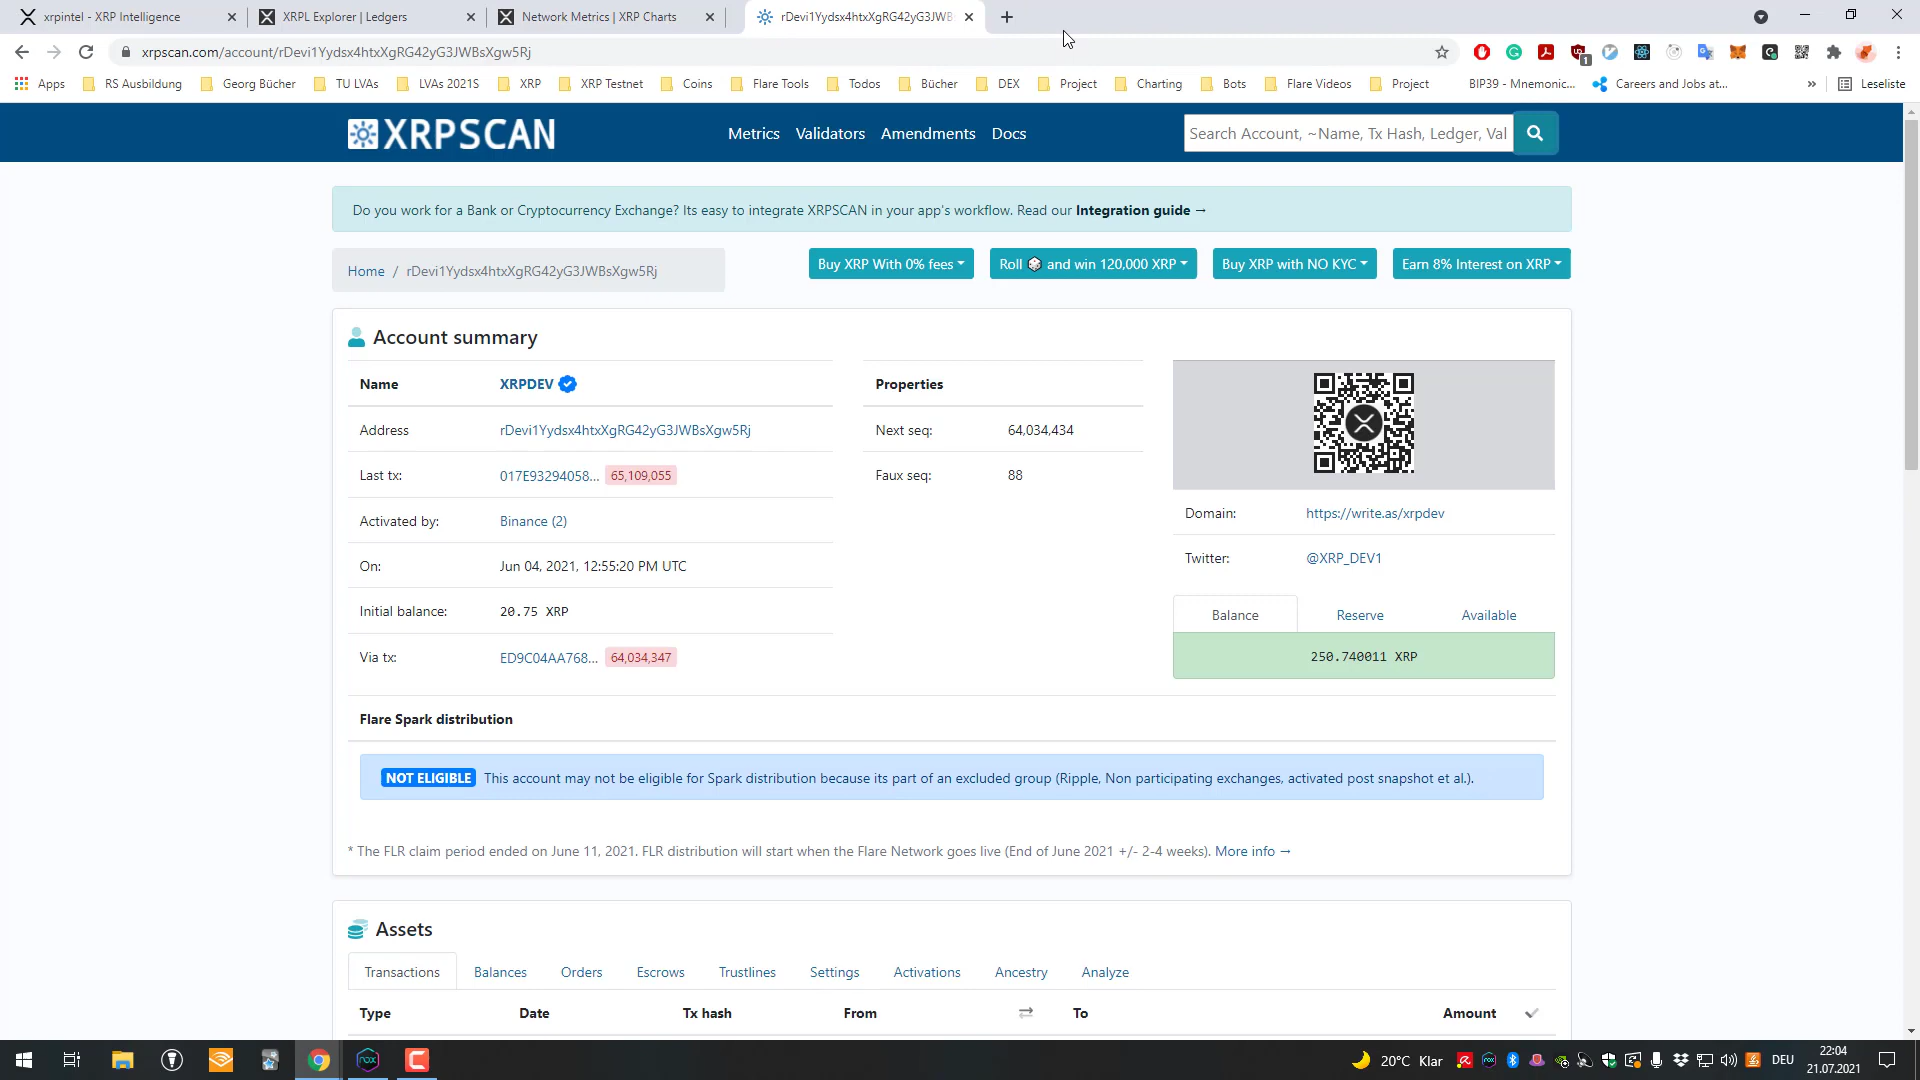 xrpintel - XRP Intelligence
XRPL Explorer | Ledgers
Network Metrics | XRP Charts
rDevi1Yydsx4htxXgRG42yG3JWB
xrpscan.com/account/rDevi1Yydsx4htxXgRG42yG3JWBsXgw5Rj
1
Apps
RS Ausbildung
Georg Bücher
TU LVAs
LVAs 2021S
XRP
XRP Testnet
Coins
Flare Tools
Todos
Bücher
DEX
Project
Charting
Bots
Flare Videos
Project
BIP39 - Mnemonic...
Careers and Jobs at...
»
Leseliste
XRPSCAN
Metrics
Validators
Amendments
Docs
Search Account, ~Name, Tx Hash, Ledger, Val
Do you work for a Bank or Cryptocurrency Exchange? Its easy to integrate XRPSCAN in your app's workflow. Read our Integration guide →
Home / rDevi1Yydsx4htxXgRG42yG3JWBsXgw5Rj
Buy XRP With 0% fees
Roll and win 120,000 XRP
Buy XRP with NO KYC
Earn 8% Interest on XRP
Account summary
Name XRPDEV
Address rDevi1Yydsx4htxXgRG42yG3JWBsXgw5Rj
Last tx: 017E93294058... 65,109,055
Activated by: Binance (2)
On: Jun 04, 2021, 12:55:20 PM UTC
Initial balance: 20.75 XRP
Via tx: ED9C04AA768... 64,034,347
Properties
Next seq: 64,034,434
Faux seq: 88
Domain: https://write.as/xrpdev
Twitter: @XRP_DEV1
Balance Reserve Available
250.740011 XRP
Flare Spark distribution
NOT ELIGIBLE This account may not be eligible for Spark distribution because its part of an excluded group (Ripple, Non participating exchanges, activated post snapshot et al.).
* The FLR claim period ended on June 11, 2021. FLR distribution will start when the Flare Network goes live (End of June 2021 +/- 2-4 weeks). More info →
Assets
Transactions Balances Orders Escrows Trustlines Settings Activations Ancestry Analyze
Type Date Tx hash From ⇄ To Amount
nox
20°C Klar
DEU
22:04
21.07.2021